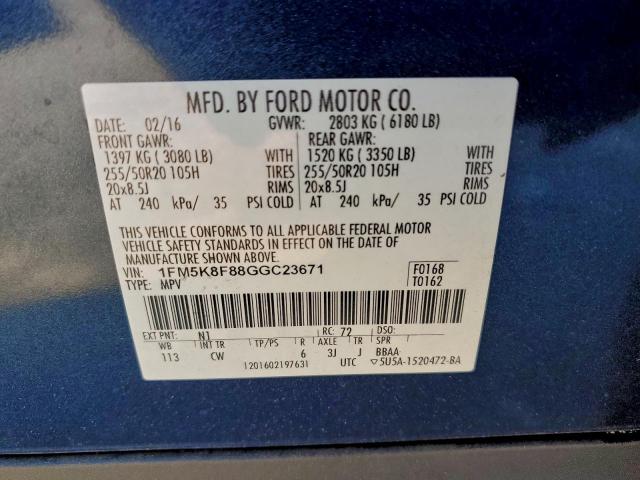 MFD. BY FORD MOTOR CO.
DATE: 02/16 GVWR: 2803 KG ( 6180 LB)
FRONT GAWR: REAR GAWR:
1397 KG ( 3080 LB) WITH 1520 KG ( 3350 LB) WITH
255/50R20 105H TIRES 255/50R20 105H TIRES
20x8.5J RIMS 20x8.5J RIMS
AT 240 kPa/ 35 PSI COLD AT 240 kPa/ 35 PSI COLD
THIS VEHICLE CONFORMS TO ALL APPLICABLE FEDERAL MOTOR
VEHICLE SAFETY STANDARDS IN EFFECT ON THE DATE OF
MANUFACTURE SHOWN ABOVE.
VIN: 1FM5K8F88GGC23671 F0168
TYPE: MPV T0162
EXT PNT: N1 RC: 72 DSO:
WB INT TR TP/PS R AXLE TR SPR
113 CW 6 3J J BBAA
120160219763I UTC 5U5A-1520472-BA